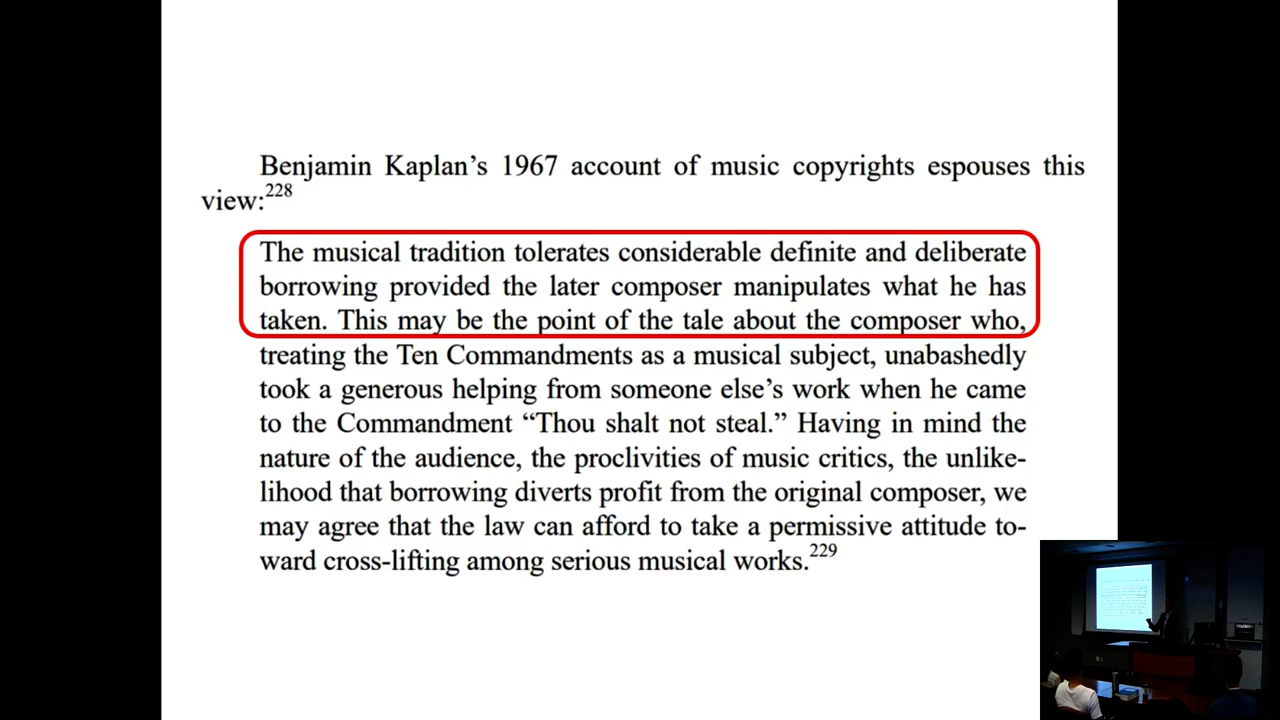 Benjamin Kaplan’s 1967 account of music copyrights espouses this
view:228
The musical tradition tolerates considerable definite and deliberate
borrowing provided the later composer manipulates what he has
taken. This may be the point of the tale about the composer who,
treating the Ten Commandments as a musical subject, unabashedly
took a generous helping from someone else’s work when he came
to the Commandment “Thou shalt not steal.” Having in mind the
nature of the audience, the proclivities of music critics, the unlike-
lihood that borrowing diverts profit from the original composer, we
may agree that the law can afford to take a permissive attitude to-
ward cross-lifting among serious musical works.229